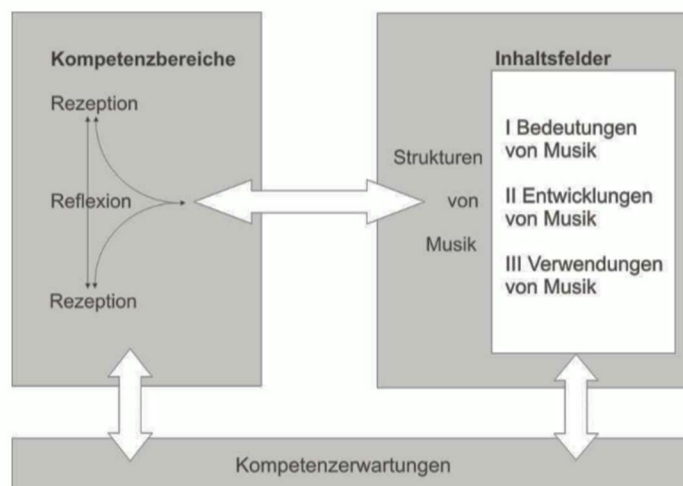 Kompetenzbereiche
Rezeption
Reflexion
Rezeption
Inhaltsfelder
Strukturen
von
Musik
I Bedeutungen
von Musik
II Entwicklungen
von Musik
III Verwendungen
von Musik
Kompetenzerwartungen